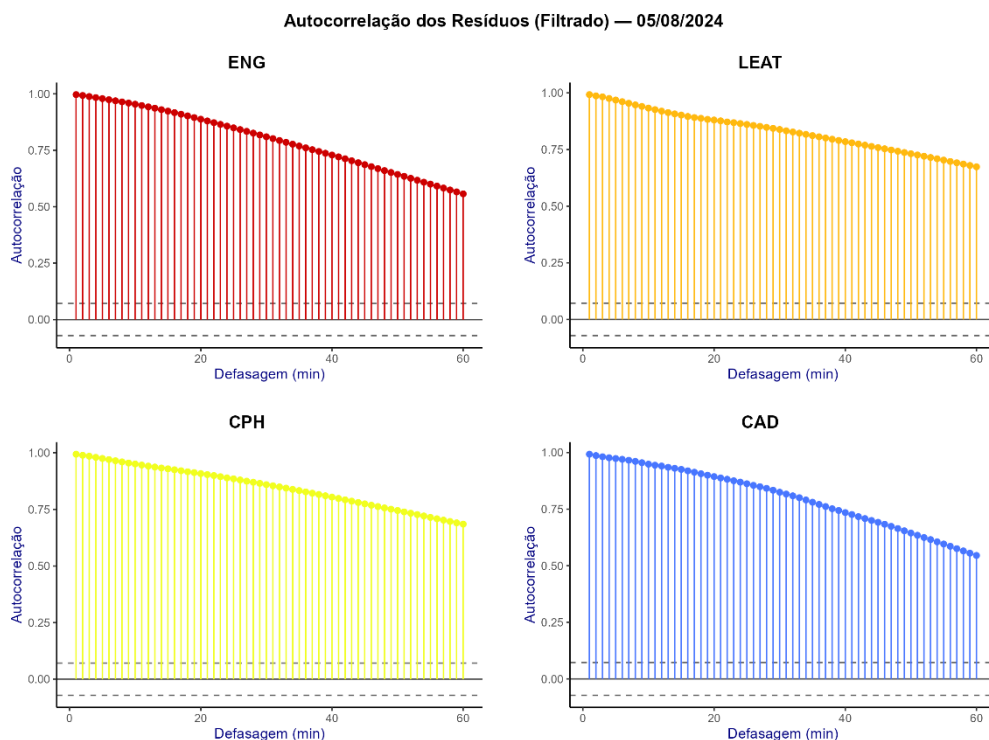 Autocorrelação dos Resíduos (Filtrado) — 05/08/2024
ENG
Autocorrelação
1.00
0.75
0.50
0.25
0.00
0 20 40 60
Defasagem (min)
LEAT
Autocorrelação
1.00
0.75
0.50
0.25
0.00
0 20 40 60
Defasagem (min)
CPH
Autocorrelação
1.00
0.75
0.50
0.25
0.00
0 20 40 60
Defasagem (min)
CAD
Autocorrelação
1.00
0.75
0.50
0.25
0.00
0 20 40 60
Defasagem (min)